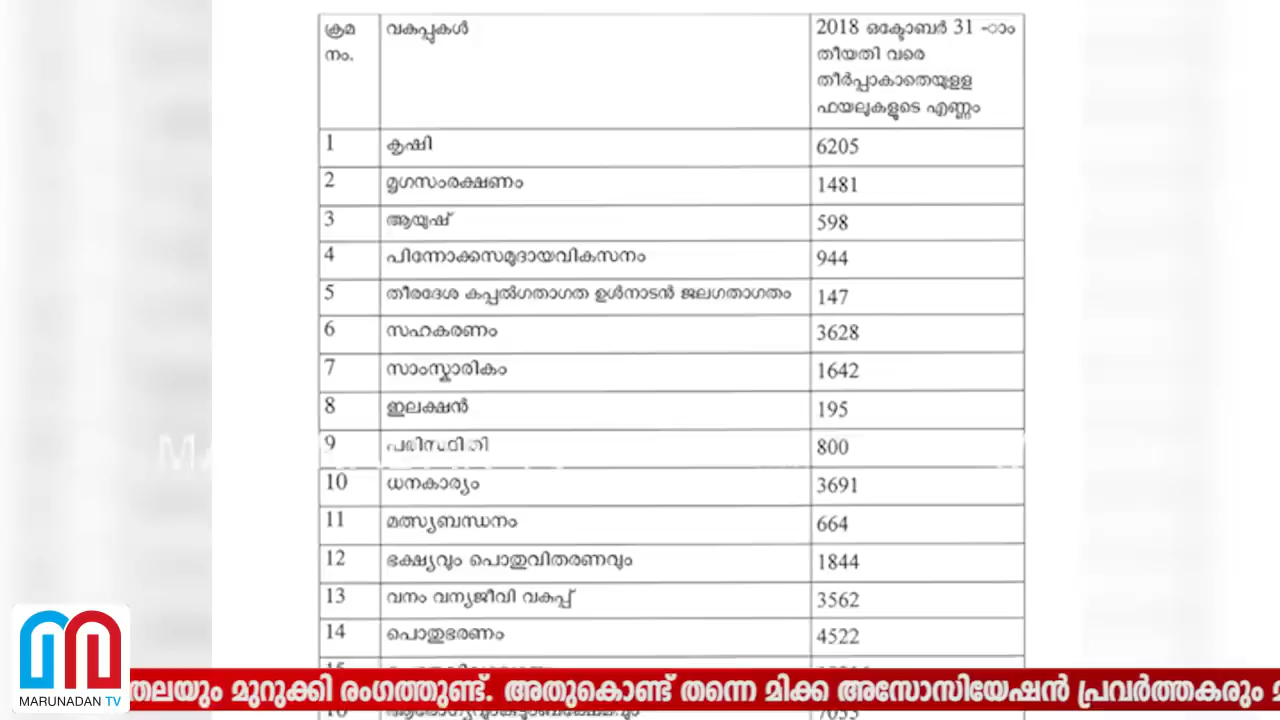 ക്രമ നം. വകുപ്പുകൾ 2018 ഒക്ടോബർ 31 -ാം തീയതി വരെ തീർപ്പാകാതെയുളള ഫയലുകളുടെ എണ്ണം
1 കൃഷി 6205
2 മൃഗസംരക്ഷണം 1481
3 ആയുഷ് 598
4 പിന്നോക്കസമുദായവികസനം 944
5 തീരദേശ കപ്പൽഗതാഗത ഉൾനാടൻ ജലഗതാഗതം 147
6 സഹകരണം 3628
7 സാംസ്കാരികം 1642
8 ഇലക്ഷൻ 195
9 പരിസ്ഥിതി 800
10 ധനകാര്യം 3691
11 മത്സ്യബന്ധനം 664
12 ഭക്ഷ്യവും പൊതുവിതരണവും 1844
13 വനം വന്യജീവി വകുപ്പ് 3562
14 പൊതുഭരണം 4522
തലയും മുറുക്കി രംഗത്തുണ്ട്. അതുകൊണ്ട് തന്നെ മിക്ക അസോസിയേഷൻ പ്രവർത്തകരും
MARUNADAN TV